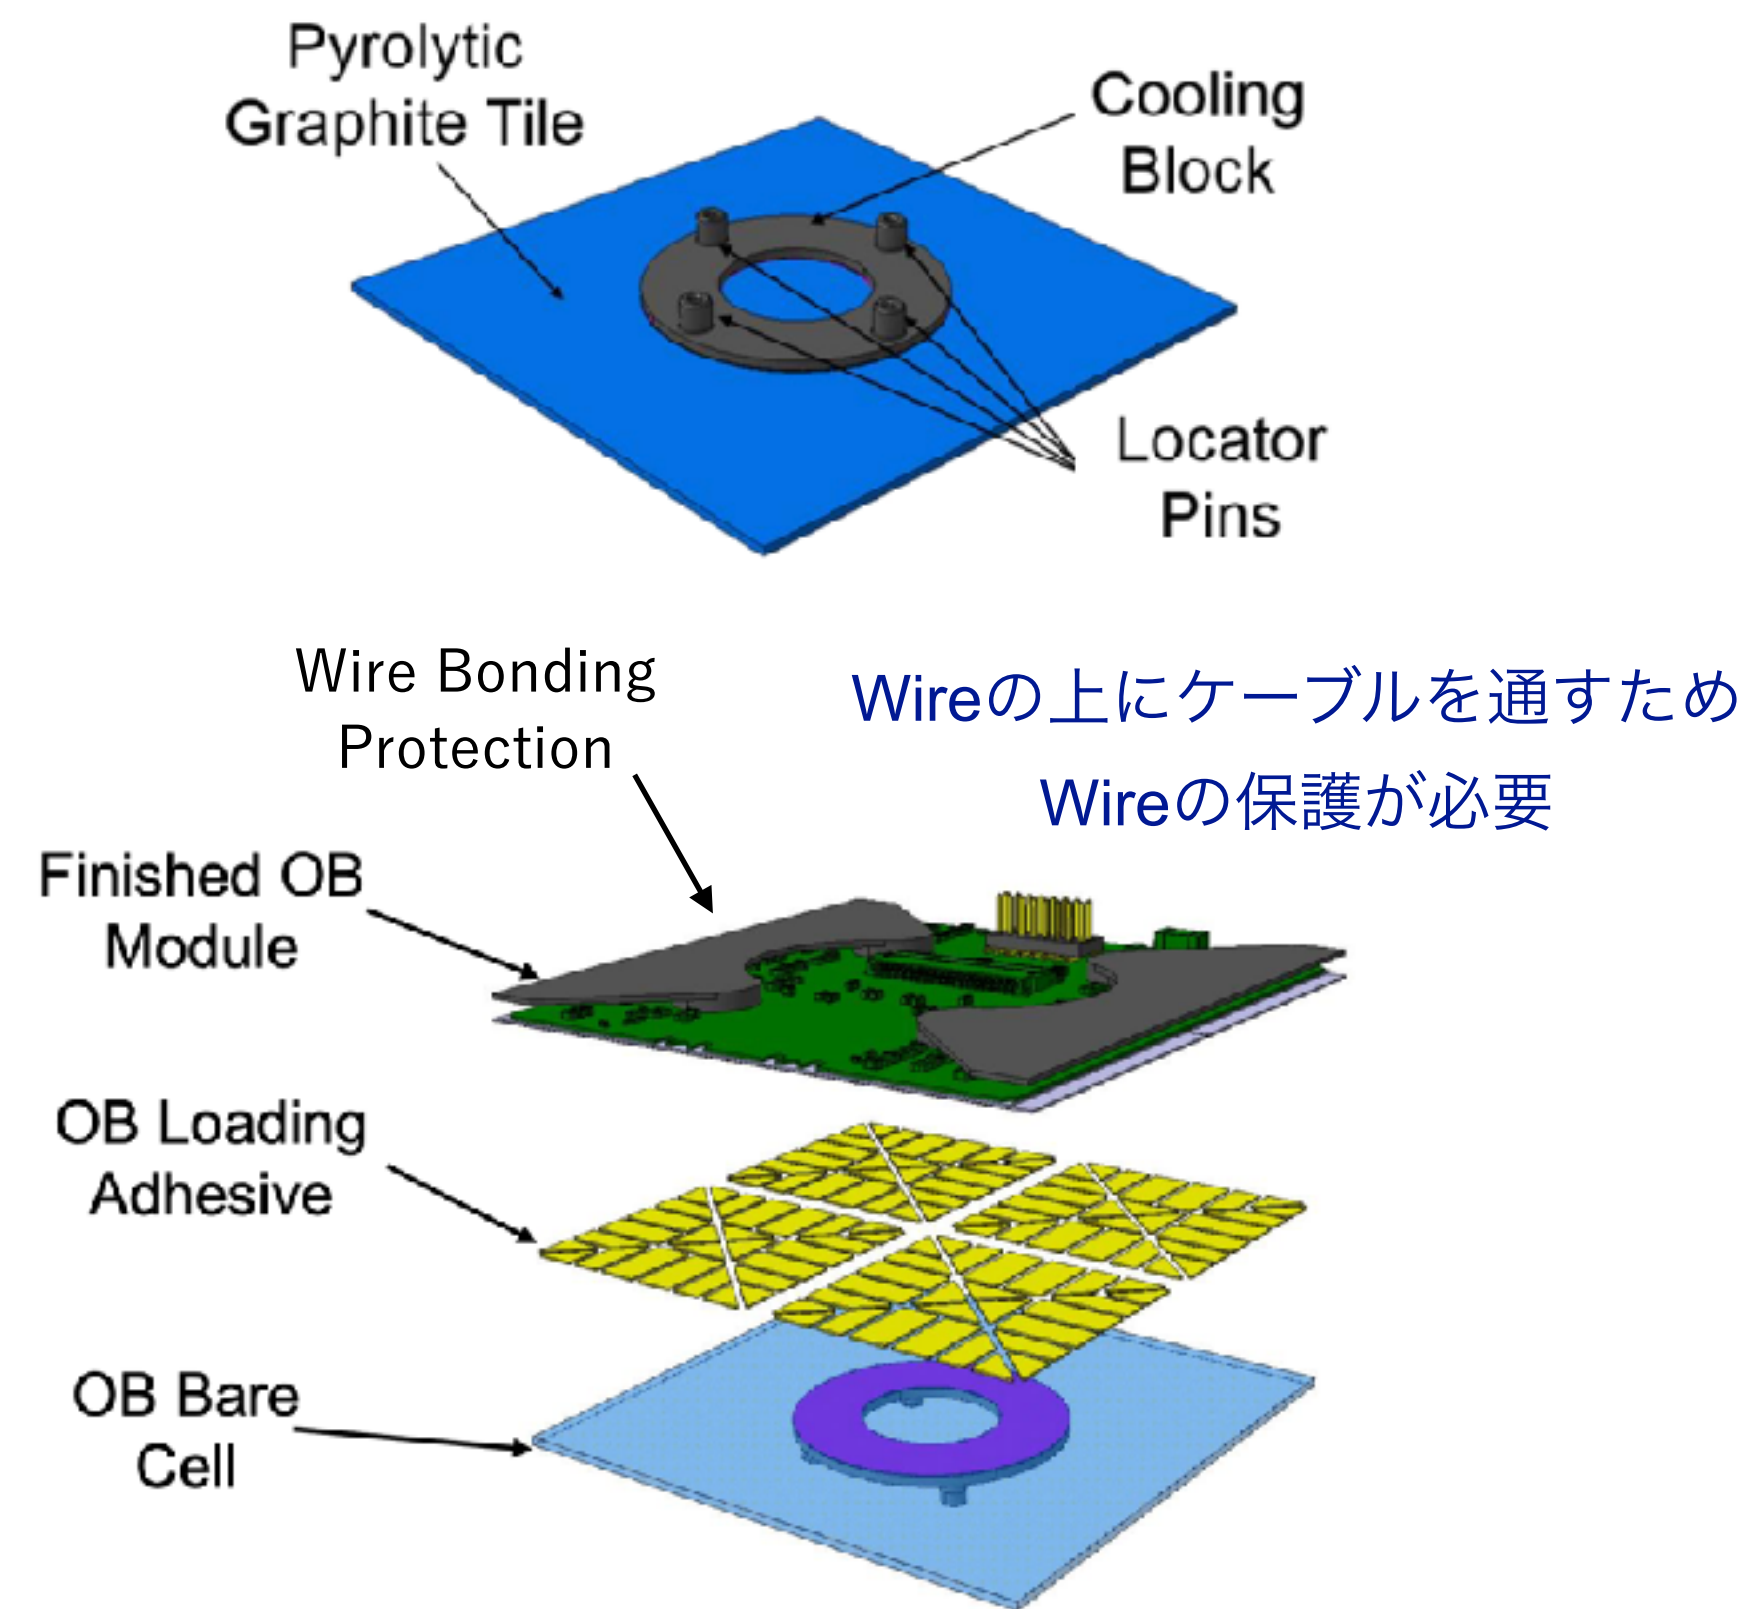 Pyrolytic
Graphite Tile
Cooling
Block
Locator
Pins
Wire Bonding
Protection
Wireの上にケーブルを通すため
Wireの保護が必要
Finished OB
Module
OB Loading
Adhesive
OB Bare
Cell